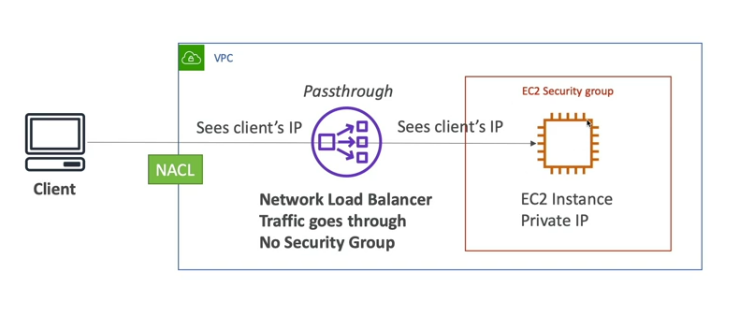 VPC
Passthrough
EC2 Security group
Sees client's IP
Sees client's IP
NACL
Client
Network Load Balancer
Traffic goes through
No Security Group
EC2 Instance
Private IP